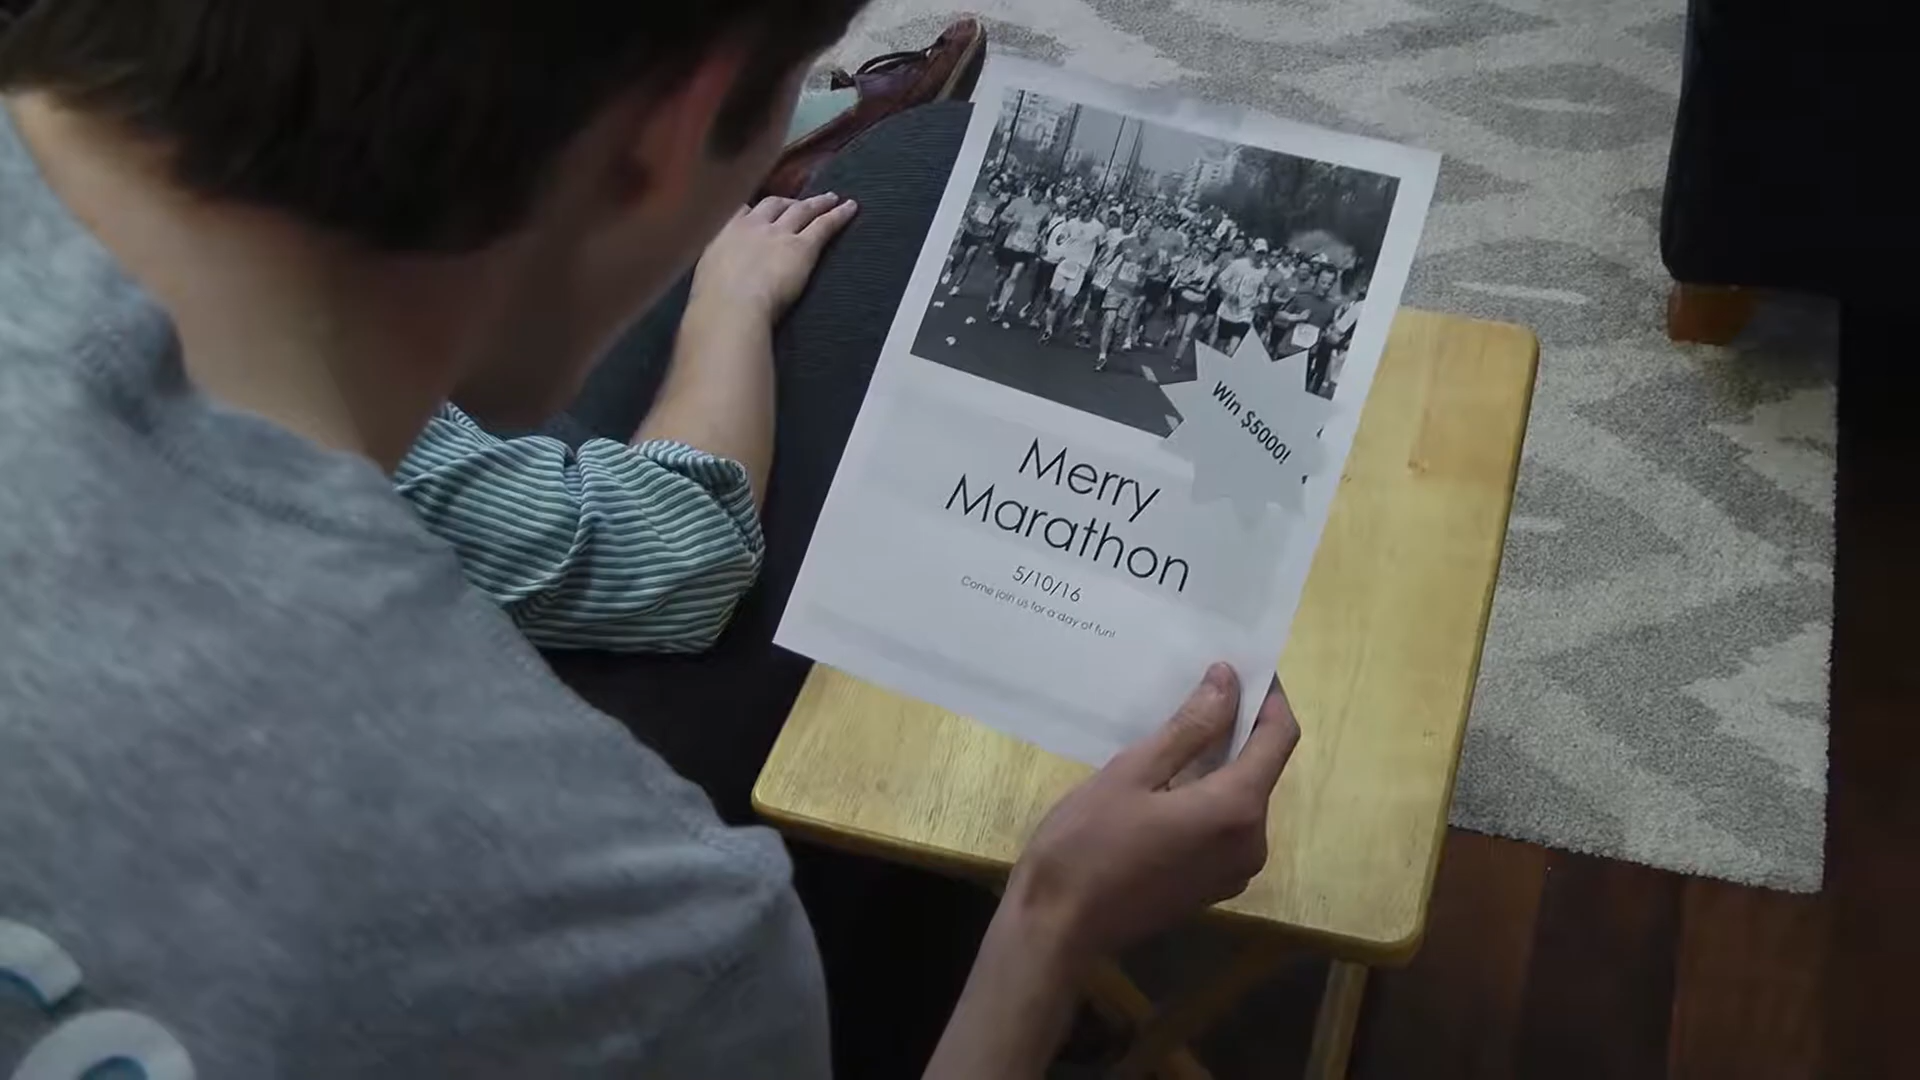 Win $5000!
Merry
Marathon
5/10/16
Come join us for a day of fun!